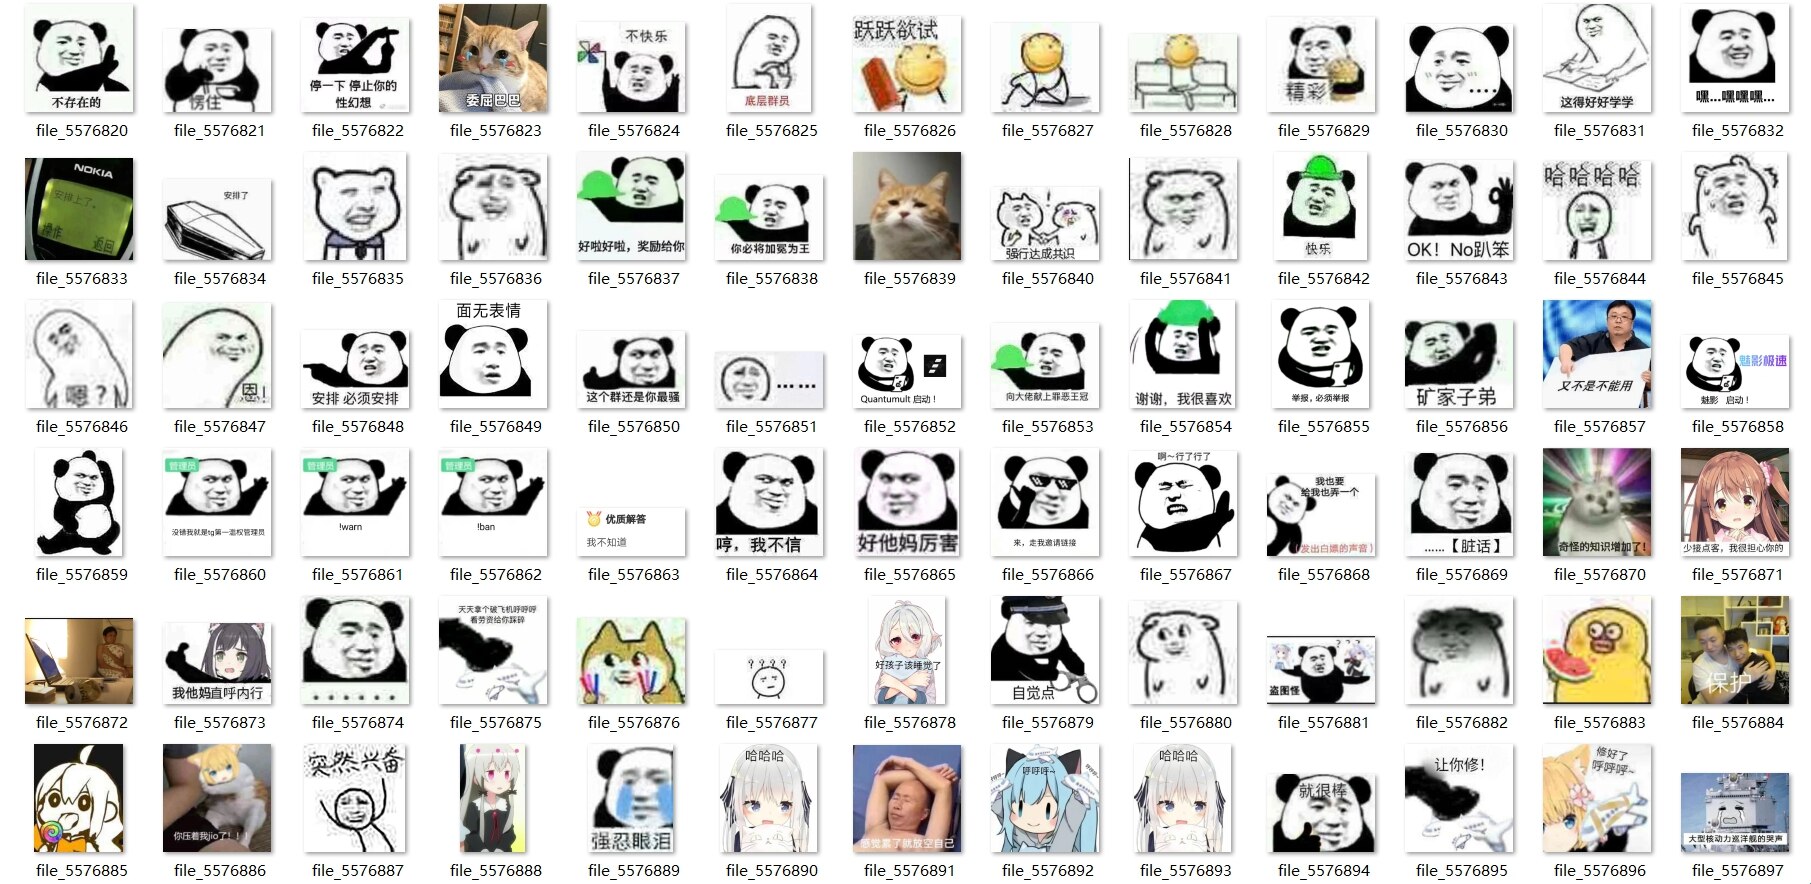 不存在的
愣住
停一下 停止你的
性幻想
委屈巴巴
不快乐
底层群员
跃跃欲试
精彩
....
这得好好学学
嘿...嘿嘿嘿...
file_5576820
file_5576821
file_5576822
file_5576823
file_5576824
file_5576825
file_5576826
file_5576827
file_5576828
file_5576829
file_5576830
file_5576831
file_5576832
NOKIA
安排上了。
操作
返回
安排了
好啦好啦，奖励给你
你必将加冕为王
强行达成共识
快乐
OK！No趴笨
哈哈哈哈
file_5576833
file_5576834
file_5576835
file_5576836
file_5576837
file_5576838
file_5576839
file_5576840
file_5576841
file_5576842
file_5576843
file_5576844
file_5576845
嗯？
恩！
安排 必须安排
面无表情
这个群还是你最骚
......
Quantumult 启动！
向大佬献上罪恶王冠
谢谢，我很喜欢
举报，必须举报
矿家子弟
又不是不能用
魅影极速
魅影 启动！
file_5576846
file_5576847
file_5576848
file_5576849
file_5576850
file_5576851
file_5576852
file_5576853
file_5576854
file_5576855
file_5576856
file_5576857
file_5576858
管理员
没错我就是tg第一滥权管理员
管理员
!warn
管理员
!ban
优质解答
我不知道
哼，我不信
好他妈厉害
来，走我邀请链接
啊～行了行了
我也要
给我也弄一个
（发出白嫖的声音）
......【脏话】
奇怪的知识增加了！
少接点客，我很担心你的
file_5576859
file_5576860
file_5576861
file_5576862
file_5576863
file_5576864
file_5576865
file_5576866
file_5576867
file_5576868
file_5576869
file_5576870
file_5576871
我他妈直呼内行
......
天天拿个破飞机呼呼呼
看劳资给你踩碎
????
好孩子该睡觉了
自觉点
盗图怪
???
保护
file_5576872
file_5576873
file_5576874
file_5576875
file_5576876
file_5576877
file_5576878
file_5576879
file_5576880
file_5576881
file_5576882
file_5576883
file_5576884
你压着我jio了！！！
突然兴备
强忍眼泪
哈哈哈
感觉累了就放空自己
呼呼呼~
哈哈哈
就很棒
让你修！
修好了
呼呼呼~
大型核动力巡洋舰的哭声
file_5576885
file_5576886
file_5576887
file_5576888
file_5576889
file_5576890
file_5576891
file_5576892
file_5576893
file_5576894
file_5576895
file_5576896
file_5576897